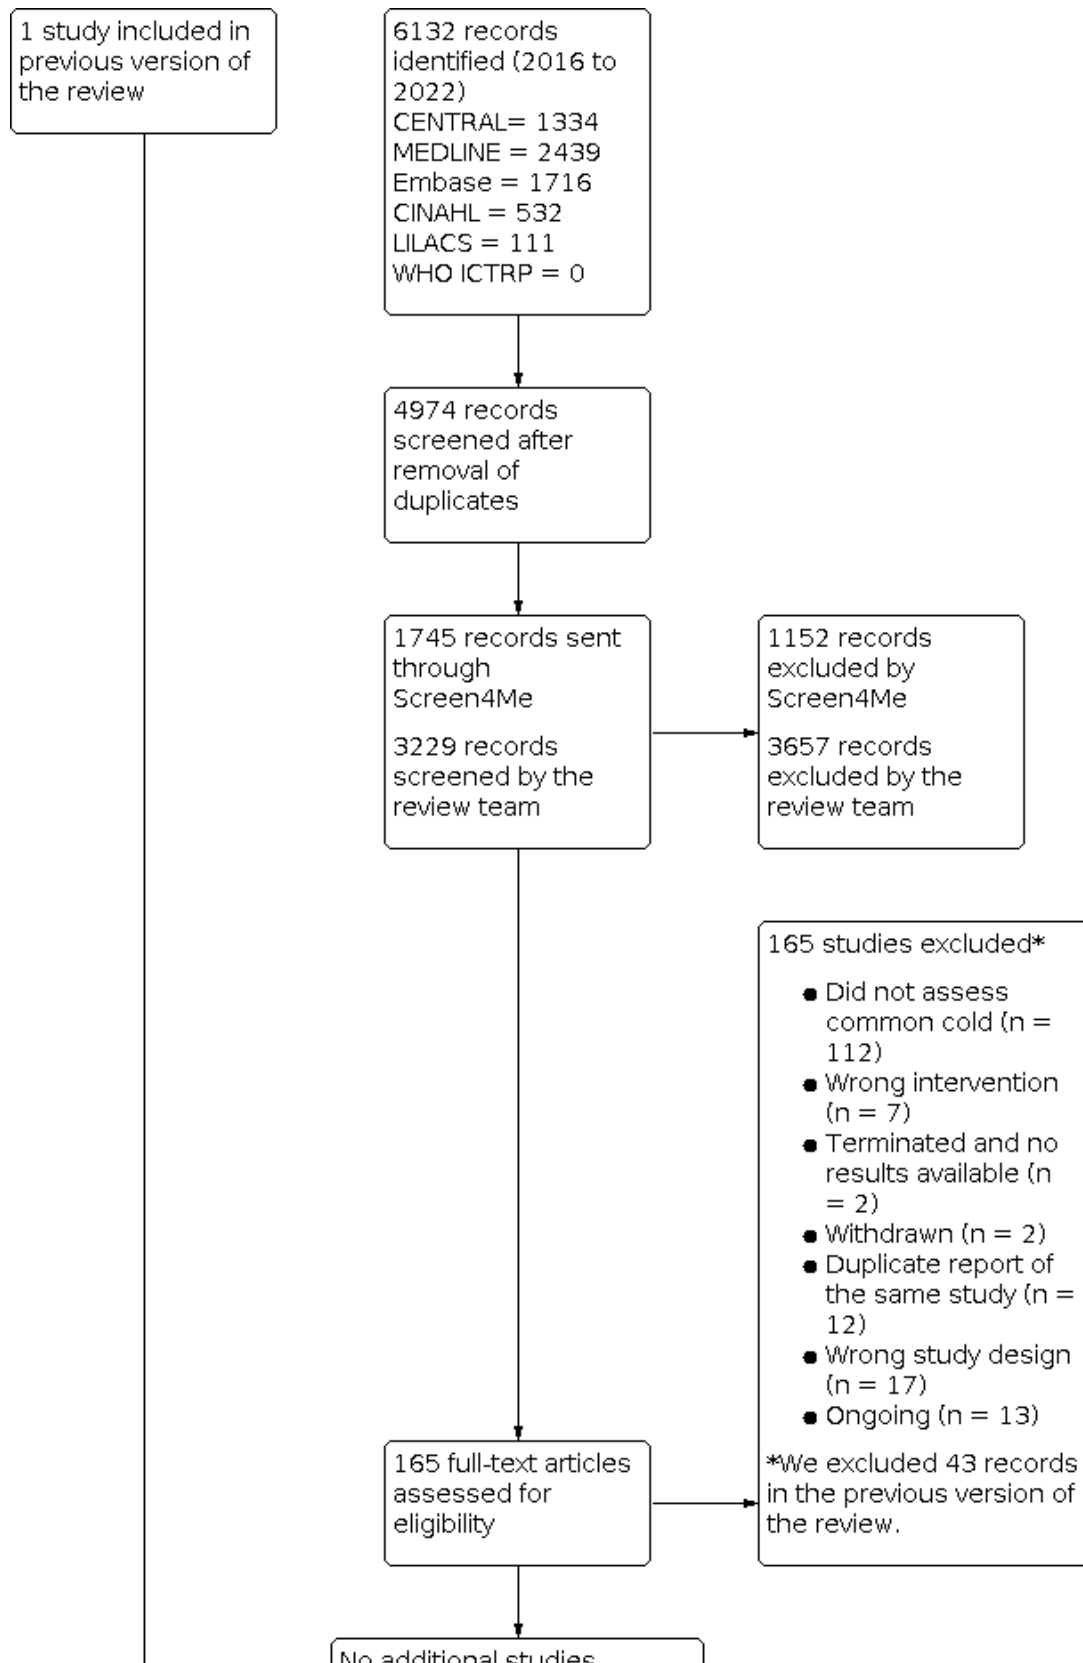 1 study included in
previous version of
the review
6132 records
identified (2016 to
2022)
CENTRAL= 1334
MEDLINE = 2439
Embase = 1716
CINAHL = 532
LILACS = 111
WHO ICTRP = 0
4974 records
screened after
removal of
duplicates
1745 records sent
through
Screen4Me
3229 records
screened by the
review team
1152 records
excluded by
Screen4Me
3657 records
excluded by the
review team
165 studies excluded*
● Did not assess
common cold (n =
112)
● Wrong intervention
(n = 7)
● Terminated and no
results available (n
= 2)
● Withdrawn (n = 2)
● Duplicate report of
the same study (n =
12)
● Wrong study design
(n = 17)
● Ongoing (n = 13)
*We excluded 43 records
in the previous version of
the review.
165 full-text articles
assessed for
eligibility
No additional studies